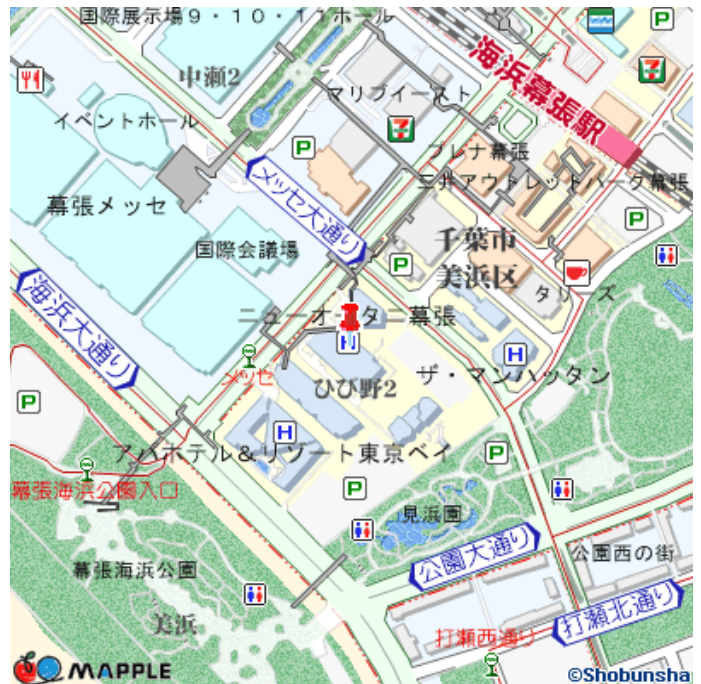 国際展示場9・10・11ホール
P
中瀬2
マリブイースト
海浜幕張駅
イベントホール
P
プレナ幕張
三井アウトレットパーク幕張
メッセ大通り
幕張メッセ
P
国際会議場
千葉市
美浜区
P
海浜大通り
タリーズ
ニューオータニ幕張
H
メッセ
ひび野2
ザ・マンハッタン
H
P
H
アパホテル&リゾート東京ベイ
P
幕張海浜公園入口
P
見浜園
公園大通り
公園西の街
幕張海浜公園
美浜
打瀬北通り
打瀬西通り
MAPPLE
©Shobunsha